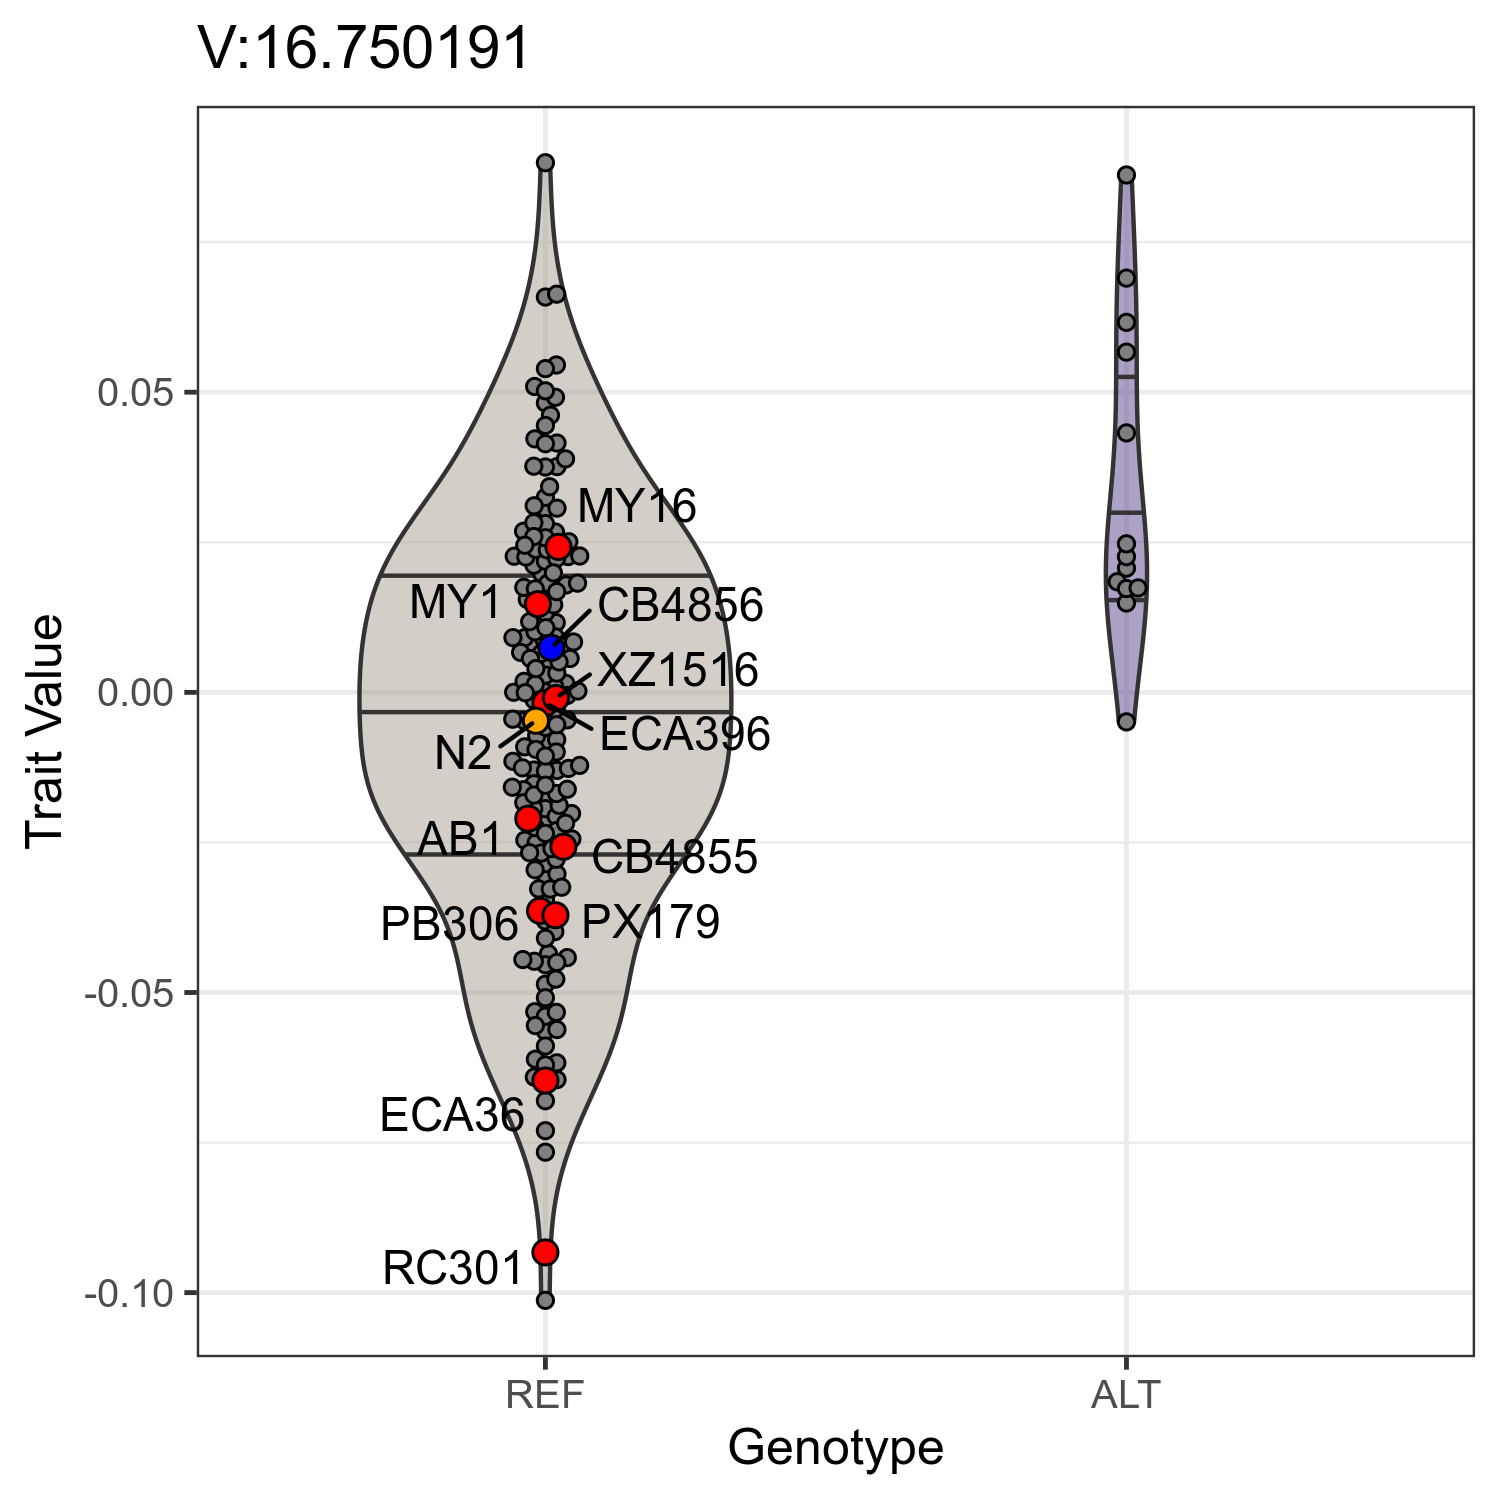 V:16.750191
Trait Value
0.05
0.00
-0.05
-0.10
MY16
MY1
CB4856
XZ1516
ECA396
N2
AB1
CB4855
PB306
PX179
ECA36
RC301
REF
ALT
Genotype